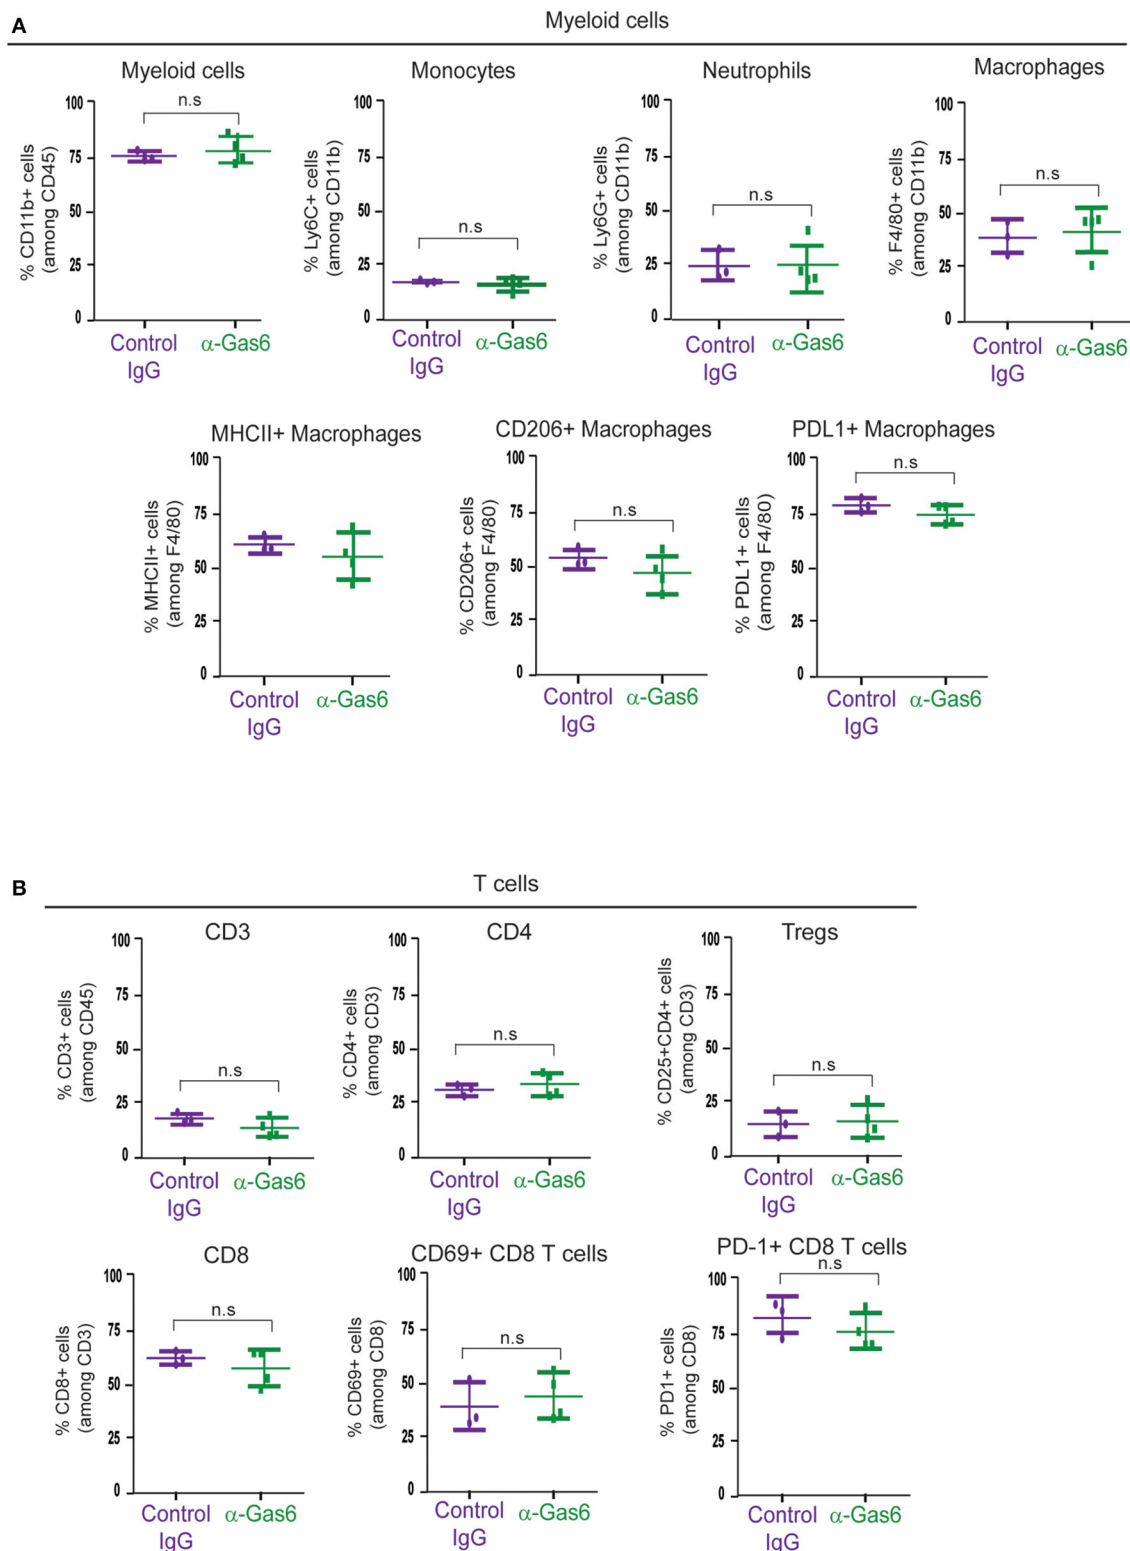 A
Myeloid cells
Myeloid cells
% CD11b+ cells
(among CD45)
100
75
50
25
0
n.s
Control
IgG
α-Gas6
Monocytes
% Ly6C+ cells
(among CD11b)
100
75
50
25
0
n.s
Control
IgG
α-Gas6
Neutrophils
% Ly6G+ cells
(among CD11b)
100
75
50
25
0
n.s
Control
IgG
α-Gas6
Macrophages
% F4/80+ cells
(among CD11b)
100
75
50
25
0
n.s
Control
IgG
α-Gas6
MHCII+ Macrophages
% MHCII+ cells
(among F4/80)
100
75
50
25
0
Control
IgG
α-Gas6
CD206+ Macrophages
% CD206+ cells
(among F4/80)
100
75
50
25
0
n.s
Control
IgG
α-Gas6
PDL1+ Macrophages
% PDL1+ cells
(among F4/80)
100
75
50
25
0
n.s
Control
IgG
α-Gas6
B
T cells
CD3
% CD3+ cells
(among CD45)
100
75
50
25
0
n.s
Control
IgG
α-Gas6
CD4
% CD4+ cells
(among CD3)
100
75
50
25
0
n.s
Control
IgG
α-Gas6
Tregs
% CD25+CD4+ cells
(among CD3)
100
75
50
25
0
n.s
Control
IgG
α-Gas6
CD8
% CD8+ cells
(among CD3)
100
75
50
25
0
n.s
Control
IgG
α-Gas6
CD69+ CD8 T cells
% CD69+ cells
(among CD8)
100
75
50
25
0
n.s
Control
IgG
α-Gas6
PD-1+ CD8 T cells
% PD1+ cells
(among CD8)
100
75
50
25
0
n.s
Control
IgG
α-Gas6